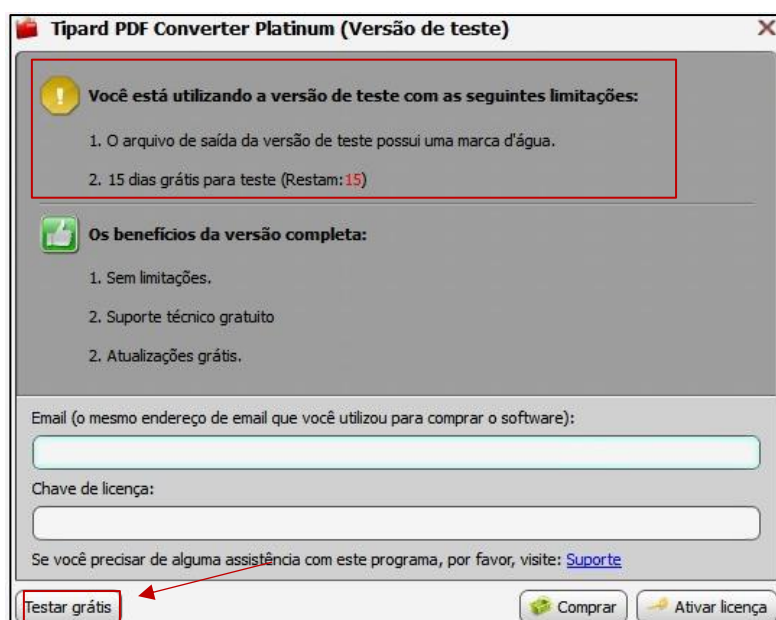 Tipard PDF Converter Platinum (Versão de teste)
Você está utilizando a versão de teste com as seguintes limitações:
1. O arquivo de saída da versão de teste possui uma marca d'água.
2. 15 dias grátis para teste (Restam:15)
Os benefícios da versão completa:
1. Sem limitações.
2. Suporte técnico gratuito
2. Atualizações grátis.
Email (o mesmo endereço de email que você utilizou para comprar o software):
Chave de licença:
Se você precisar de alguma assistência com este programa, por favor, visite: Suporte
Testar grátis Comprar Ativar licença